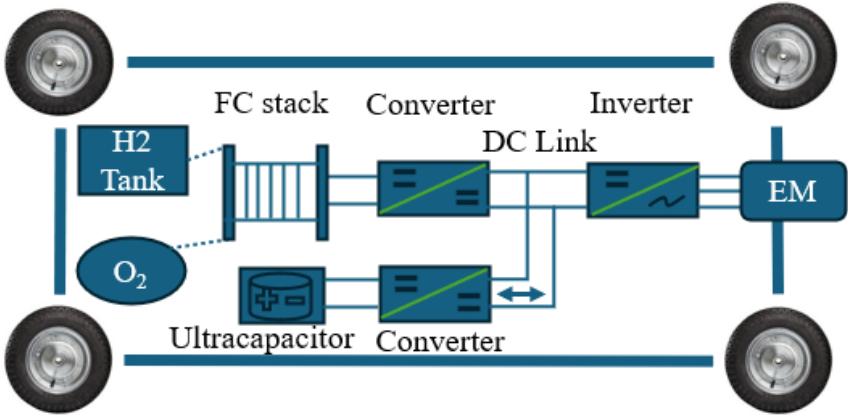 FC stack
Converter
Inverter
H2
Tank
DC Link
EM
O₂
Ultracapacitor
Converter